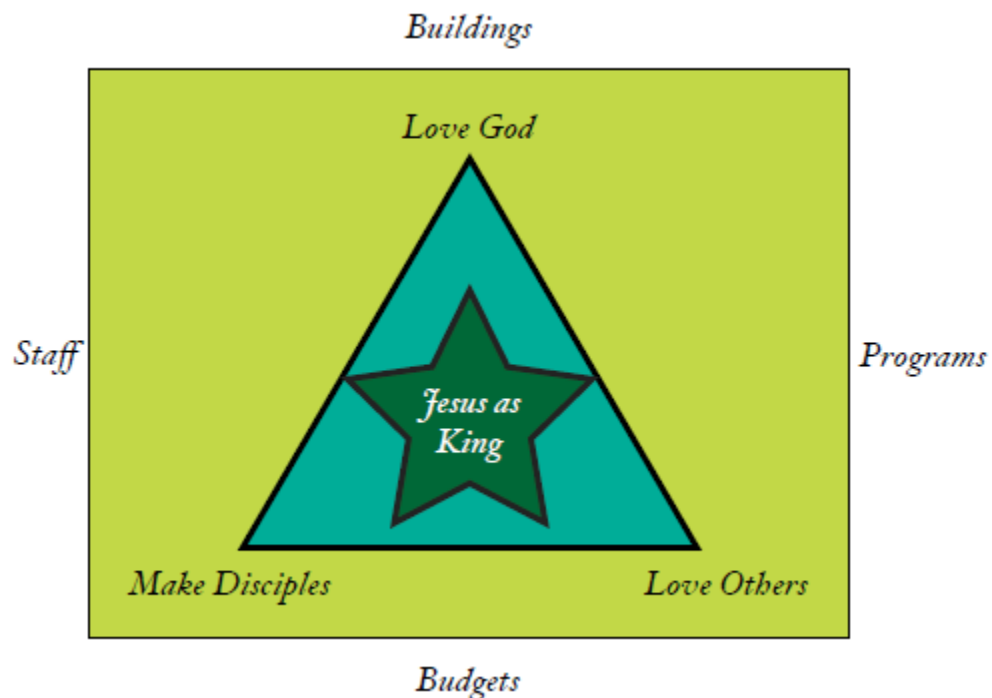 Buildings
Love God
Staff
Programs
Jesus as
King
Make Disciples
Love Others
Budgets